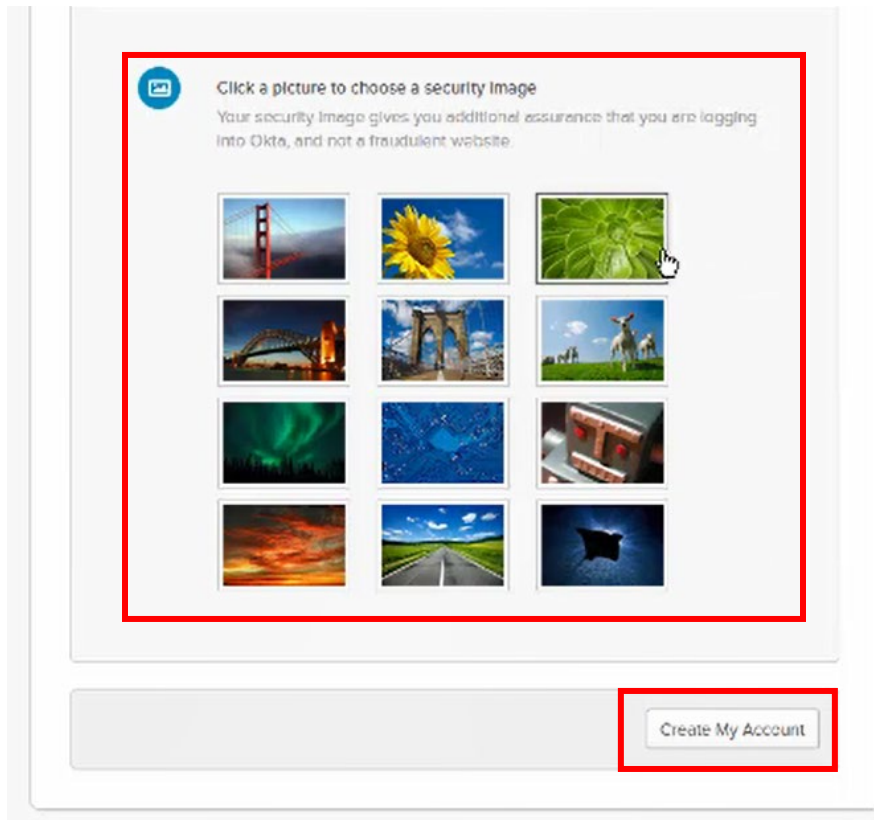 Click a picture to choose a security image
Your security image gives you additional assurance that you are logging
into Okta, and not a fraudulent website.
Create My Account